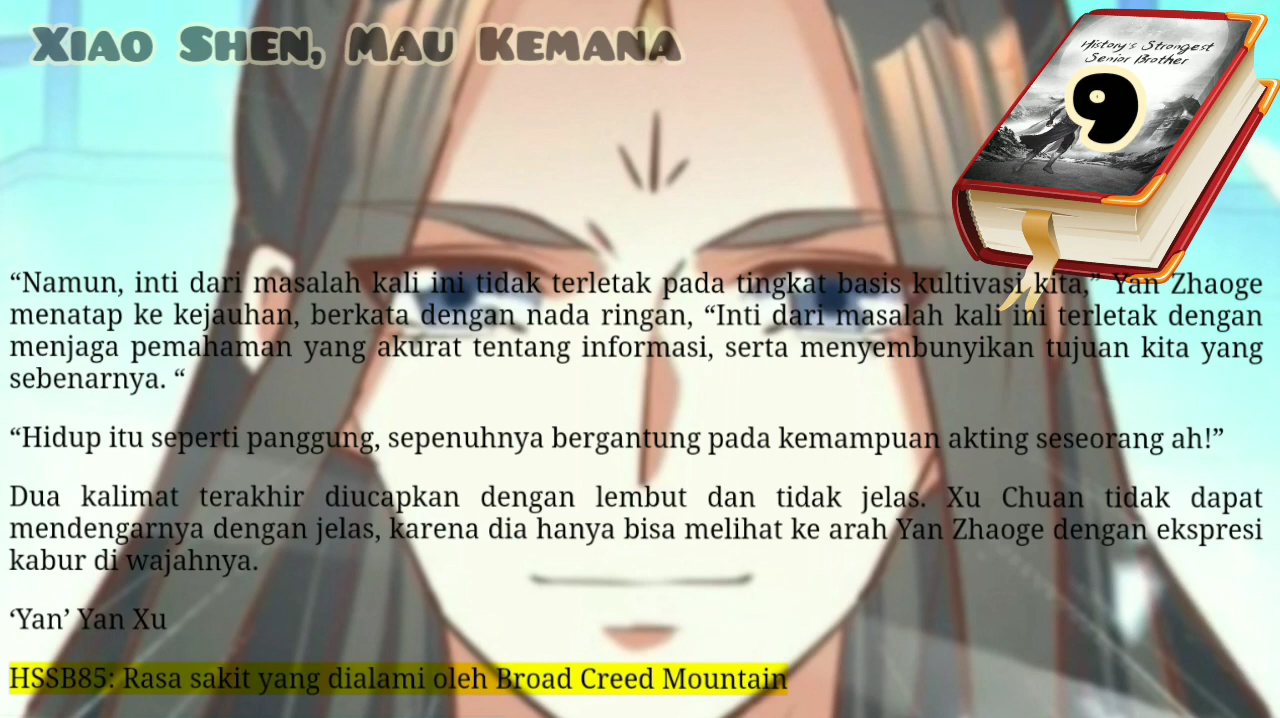 Xiao Shen, Mau Kemana
History's Strongest
Senior Brother
9
“Namun, inti dari masalah kali ini tidak terletak pada tingkat basis kultivasi kita,” Yan Zhaoge
menatap ke kejauhan, berkata dengan nada ringan, “Inti dari masalah kali ini terletak dengan
menjaga pemahaman yang akurat tentang informasi, serta menyembunyikan tujuan kita yang
sebenarnya. “
“Hidup itu seperti panggung, sepenuhnya bergantung pada kemampuan akting seseorang ah!”
Dua kalimat terakhir diucapkan dengan lembut dan tidak jelas. Xu Chuan tidak dapat
mendengarnya dengan jelas, karena dia hanya bisa melihat ke arah Yan Zhaoge dengan ekspresi
kabur di wajahnya.
‘Yan’ Yan Xu
HSSB85: Rasa sakit yang dialami oleh Broad Creed Mountain